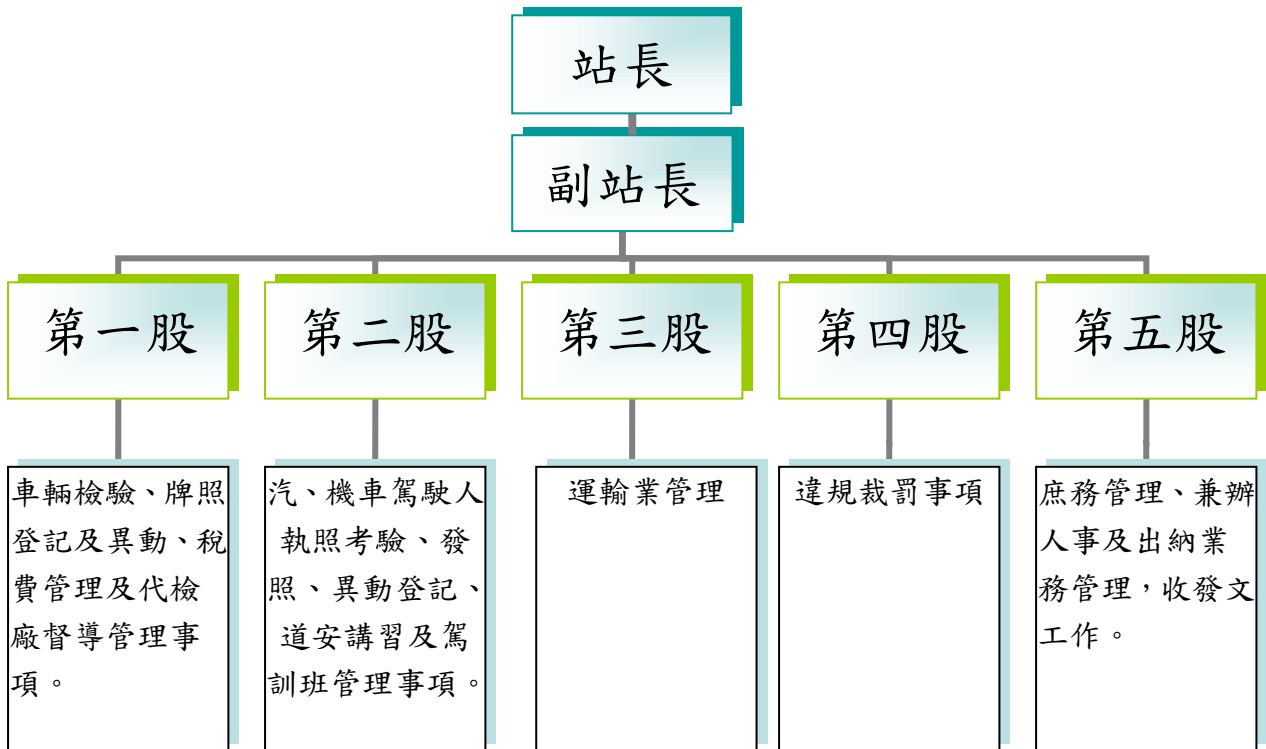 站長
副站長
第一股
第二股
第三股
第四股
第五股
車輛檢驗、牌照
登記及異動、稅
費管理及代檢
廠督導管理事
項。
汽、機車駕駛人
執照考驗、發
照、異動登記、
道安講習及駕
訓班管理事項。
運輸業管理
違規裁罰事項
庶務管理、兼辦
人事及出納業
務管理，收發文
工作。